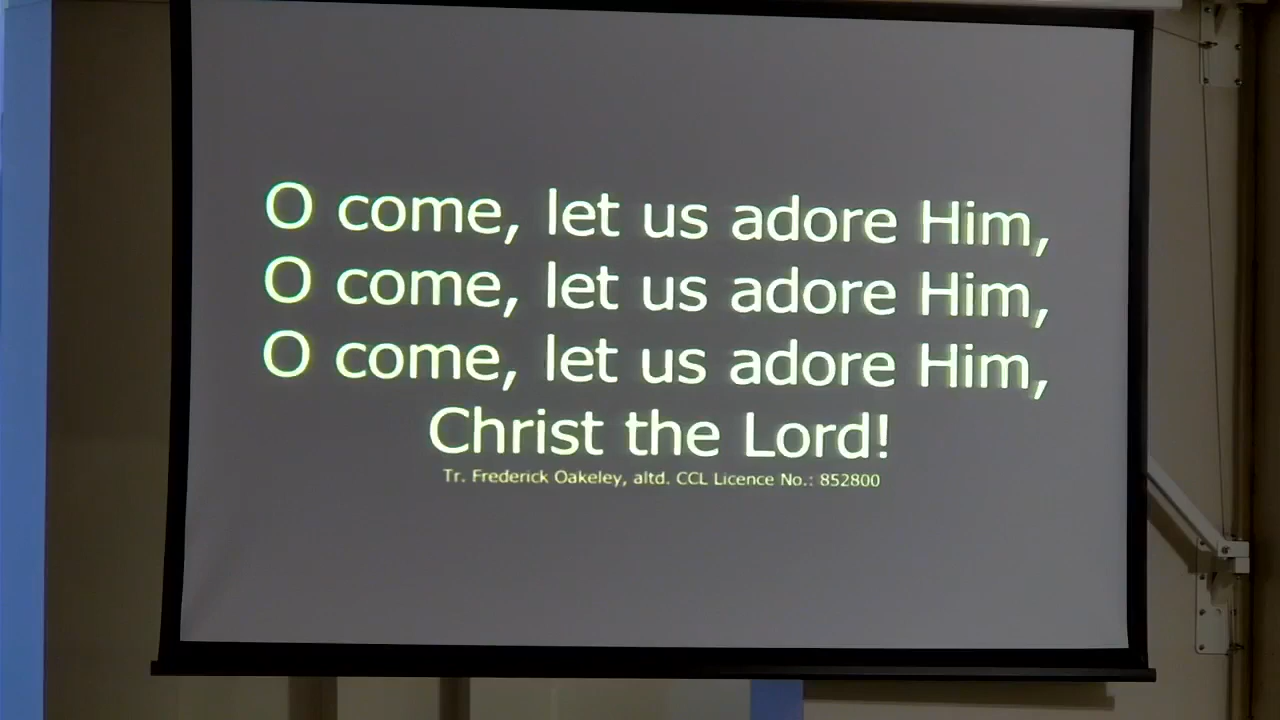 O come, let us adore Him,
O come, let us adore Him,
O come, let us adore Him,
Christ the Lord!
Tr. Frederick Oakeley, altd. CCL Licence No.: 852800